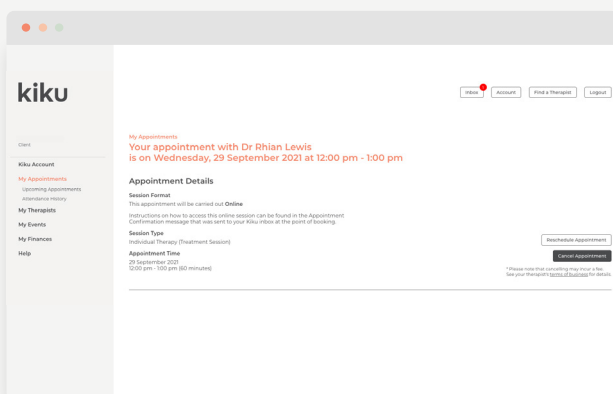 kiku
Inbox
Account
Find a Therapist
Logout
Client
Kiku Account
My Appointments
Upcoming Appointments
Attendance History
My Therapists
My Events
My Finances
Help
My Appointments
Your appointment with Dr Rhian Lewis
is on Wednesday, 29 September 2021 at 12:00 pm - 1:00 pm
Appointment Details
Session Format
This appointment will be carried out Online
Instructions on how to access this online session can be found in the Appointment
Confirmation message that was sent to your Kiku inbox at the point of booking.
Session Type
Individual Therapy (Treatment Session)
Appointment Time
29 September 2021
12:00 pm - 1:00 pm (60 minutes)
Reschedule Appointment
Cancel Appointment
* Please note that cancelling may incur a fee.
See your therapist's terms of business for details.